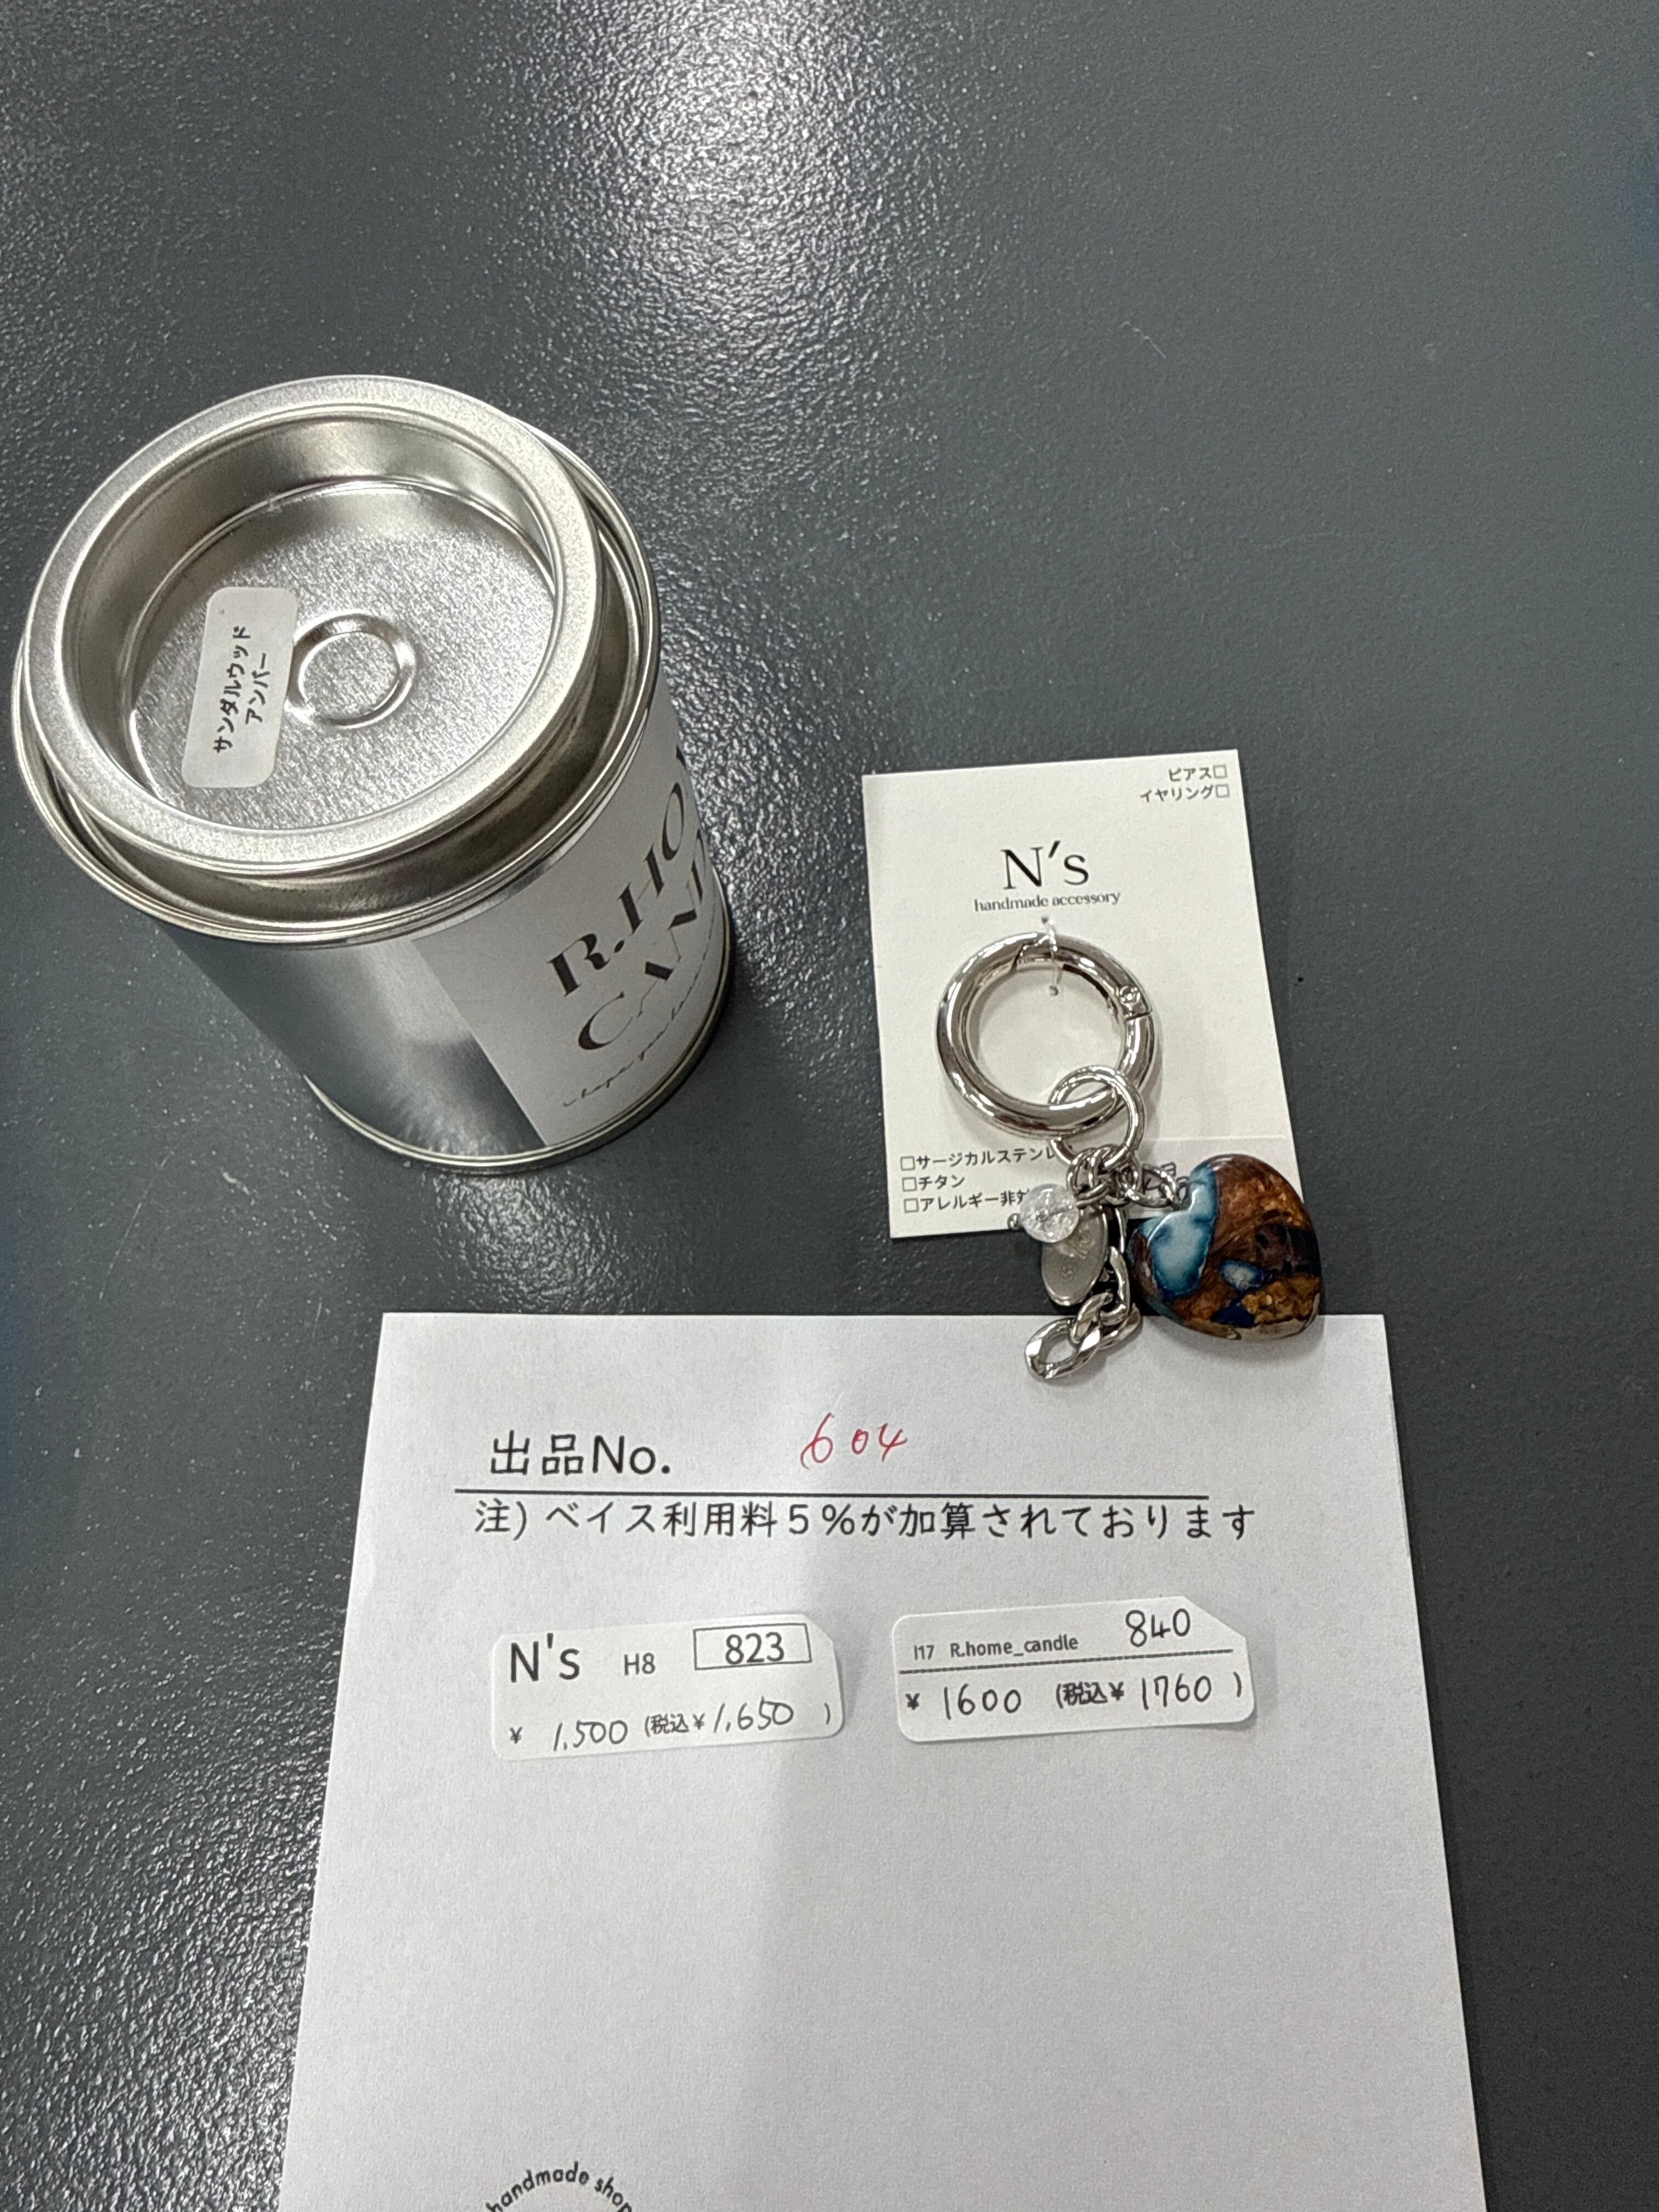 サンダルウッド
アンバー
R.HO
CAND
ピアス□
イヤリング□
N's
handmade accessory
□サージカルステンレ
□チタン
□アレルギー非対
出品No. 604
注) ベイス利用料5%が加算されております
N's H8 823
¥ 1,500 (税込¥1,650)
I17 R.home_candle 840
¥ 1600 (税込¥ 1760)
handmade shop